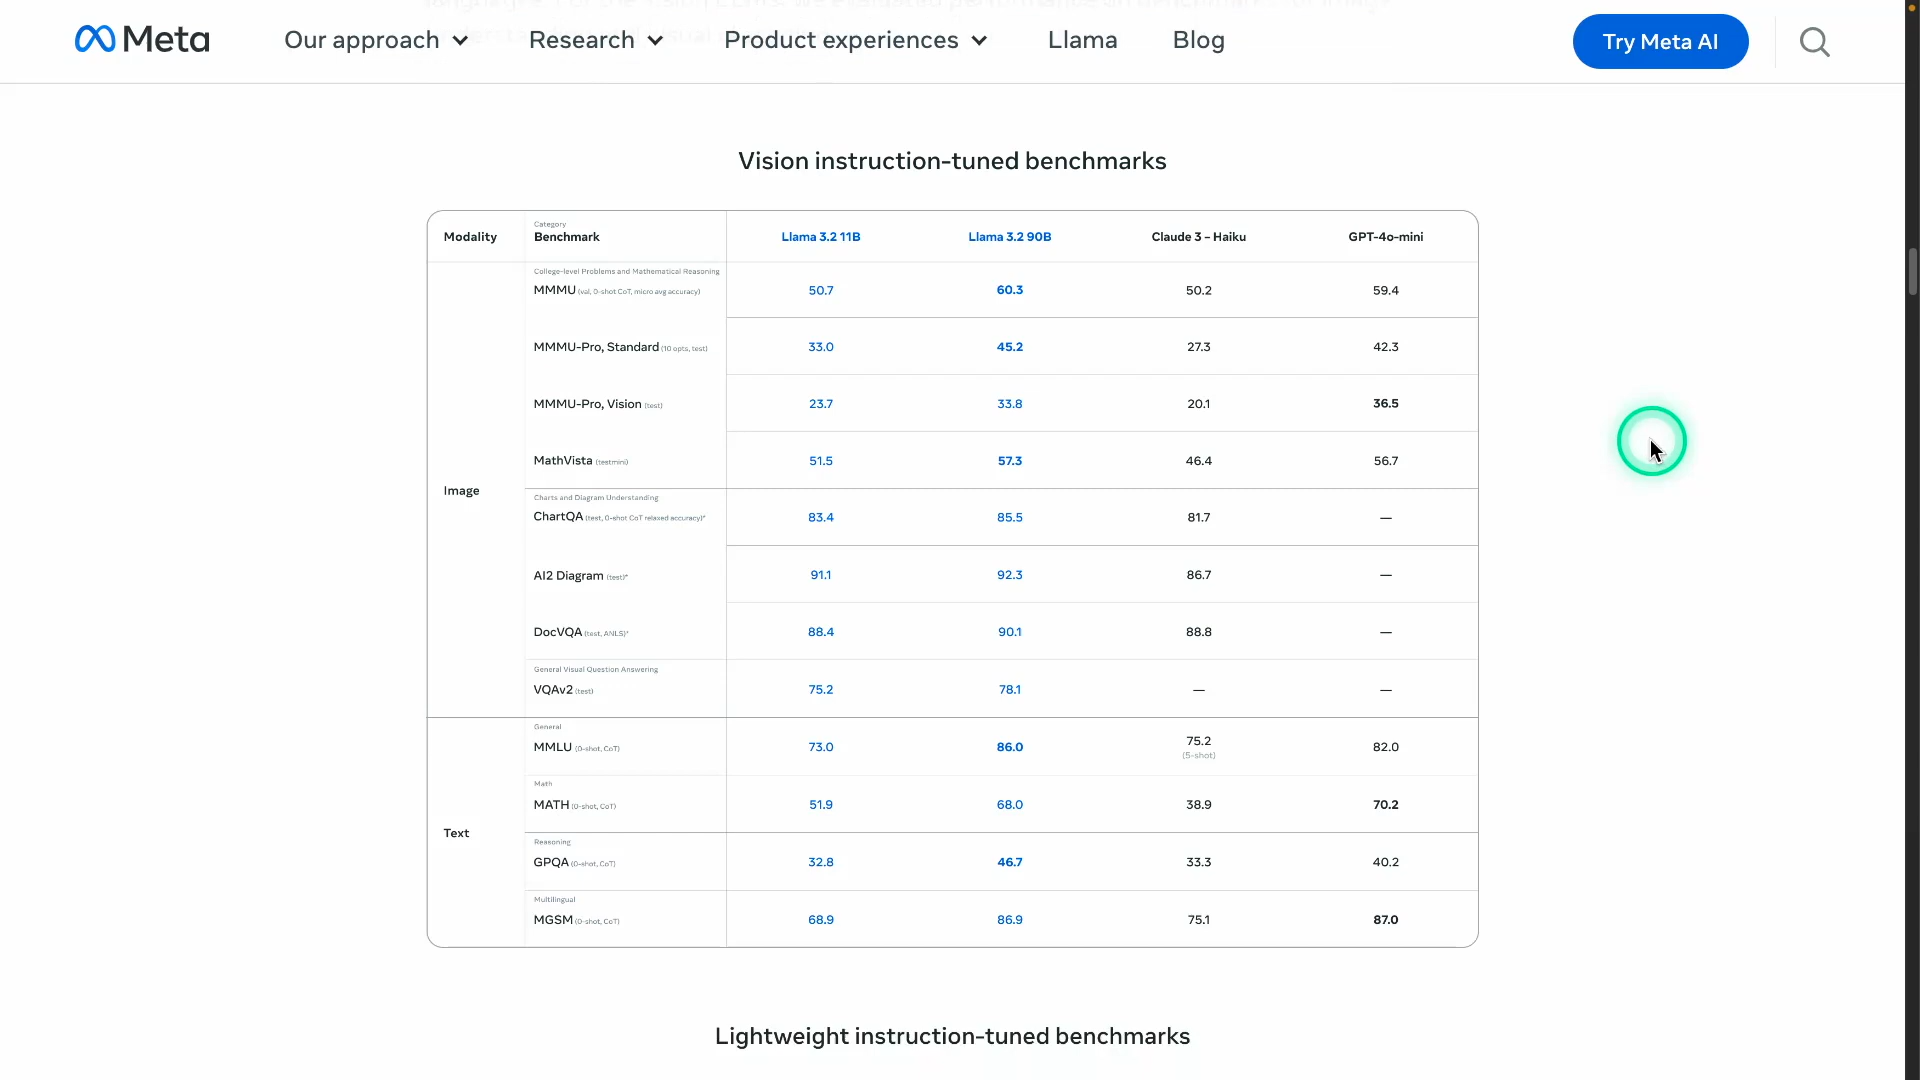 Meta
Our approach
Research
Product experiences
Llama
Blog
Try Meta AI
Vision instruction-tuned benchmarks
Modality
Category
Benchmark
Llama 3.2 11B
Llama 3.2 90B
Claude 3 – Haiku
GPT-4o-mini
Image
College-level Problems and Mathematical Reasoning
MMMU (val, 0-shot CoT, micro avg accuracy) 50.7 60.3 50.2 59.4
MMMU-Pro, Standard (10 opts, test) 33.0 45.2 27.3 42.3
MMMU-Pro, Vision (test) 23.7 33.8 20.1 36.5
MathVista (testmini) 51.5 57.3 46.4 56.7
Charts and Diagram Understanding
ChartQA (test, 0-shot CoT relaxed accuracy)* 83.4 85.5 81.7 —
AI2 Diagram (test)* 91.1 92.3 86.7 —
DocVQA (test, ANLS)* 88.4 90.1 88.8 —
General Visual Question Answering
VQAv2 (test) 75.2 78.1 — —
Text
General
MMLU (0-shot, CoT) 73.0 86.0 75.2 (5-shot) 82.0
Math
MATH (0-shot, CoT) 51.9 68.0 38.9 70.2
Reasoning
GPQA (0-shot, CoT) 32.8 46.7 33.3 40.2
Multilingual
MGSM (0-shot, CoT) 68.9 86.9 75.1 87.0
Lightweight instruction-tuned benchmarks